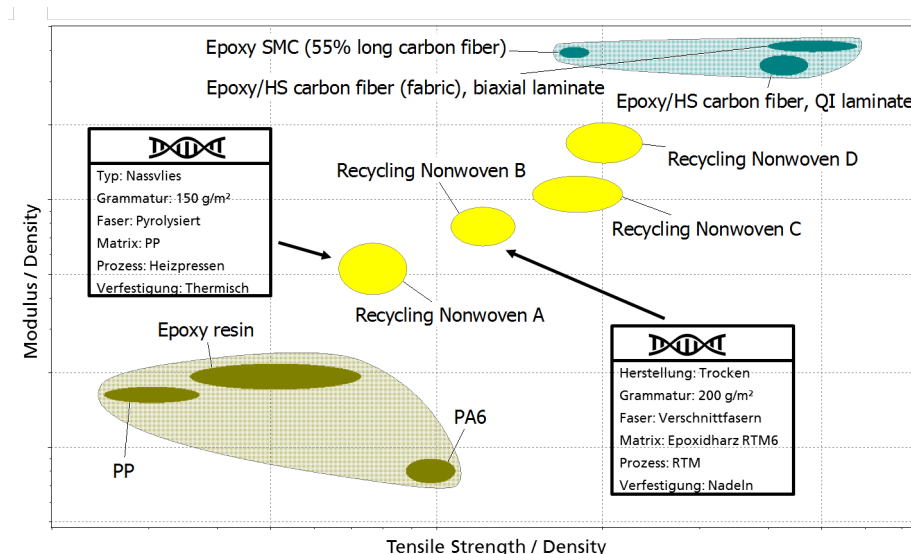 Epoxy SMC (55% long carbon fiber)
Epoxy/HS carbon fiber (fabric), biaxial laminate
Epoxy/HS carbon fiber, QI laminate
Recycling Nonwoven D
Recycling Nonwoven B
Recycling Nonwoven C
Typ: Nassvlies
Grammatur: 150 g/m²
Faser: Pyrolysiert
Matrix: PP
Prozess: Heizpressen
Verfestigung: Thermisch
Recycling Nonwoven A
Epoxy resin
PP
PA6
Herstellung: Trocken
Grammatur: 200 g/m²
Faser: Verschnittfasern
Matrix: Epoxidharz RTM6
Prozess: RTM
Verfestigung: Nadeln
Modulus / Density
Tensile Strength / Density